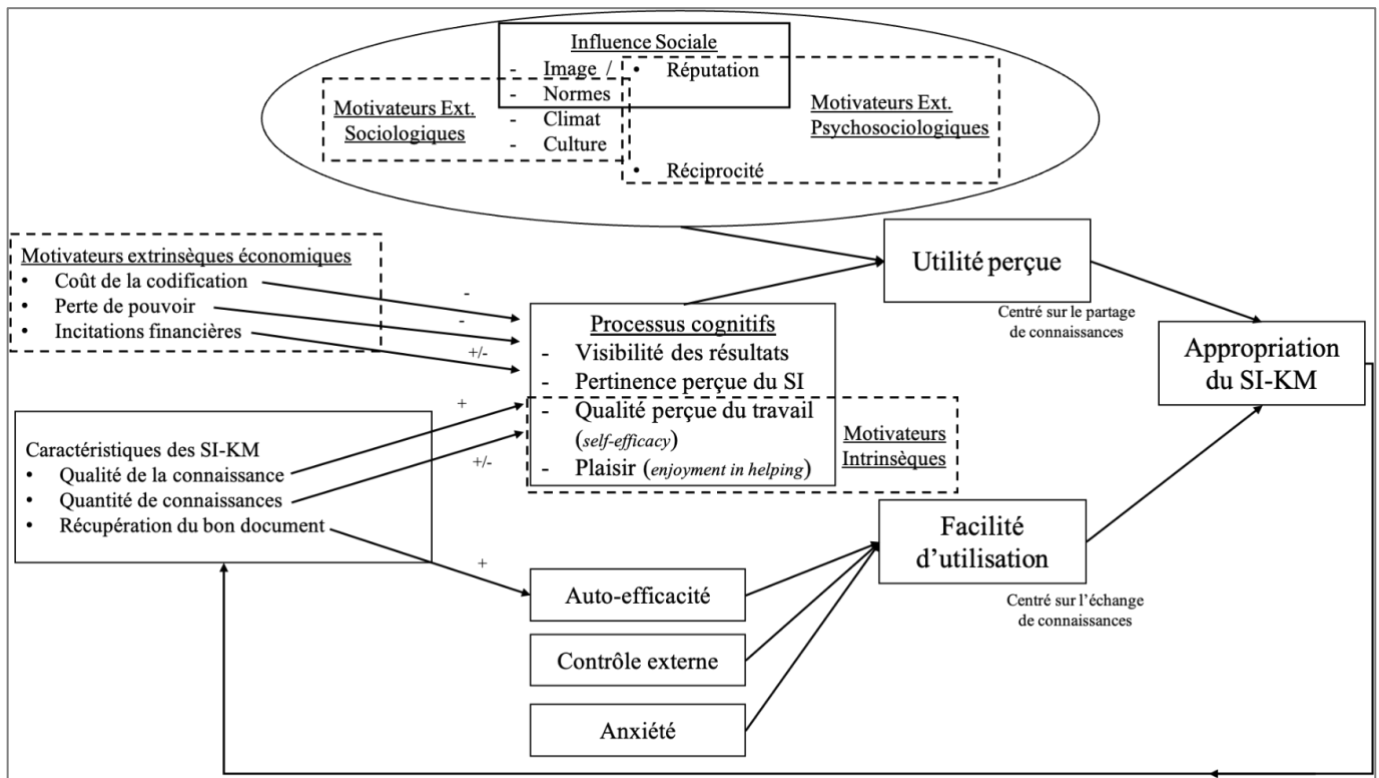 Influence Sociale
- Image /
• Réputation
- Normes
- Climat
- Culture
Motivateurs Ext.
Sociologiques
Motivateurs Ext.
Psychosociologiques
• Réciprocité
Motivateurs extrinsèques économiques
• Coût de la codification
• Perte de pouvoir
• Incitations financières
-
-
+/-
Utilité perçue
Centré sur le partage
de connaissances
Processus cognitifs
- Visibilité des résultats
- Pertinence perçue du SI
- Qualité perçue du travail
(self-efficacy)
- Plaisir (enjoyment in helping)
Motivateurs
Intrinsèques
Appropriation
du SI-KM
Caractéristiques des SI-KM
• Qualité de la connaissance
• Quantité de connaissances
• Récupération du bon document
+
+/-
+
Facilité
d’utilisation
Centré sur l’échange
de connaissances
Auto-efficacité
Contrôle externe
Anxiété